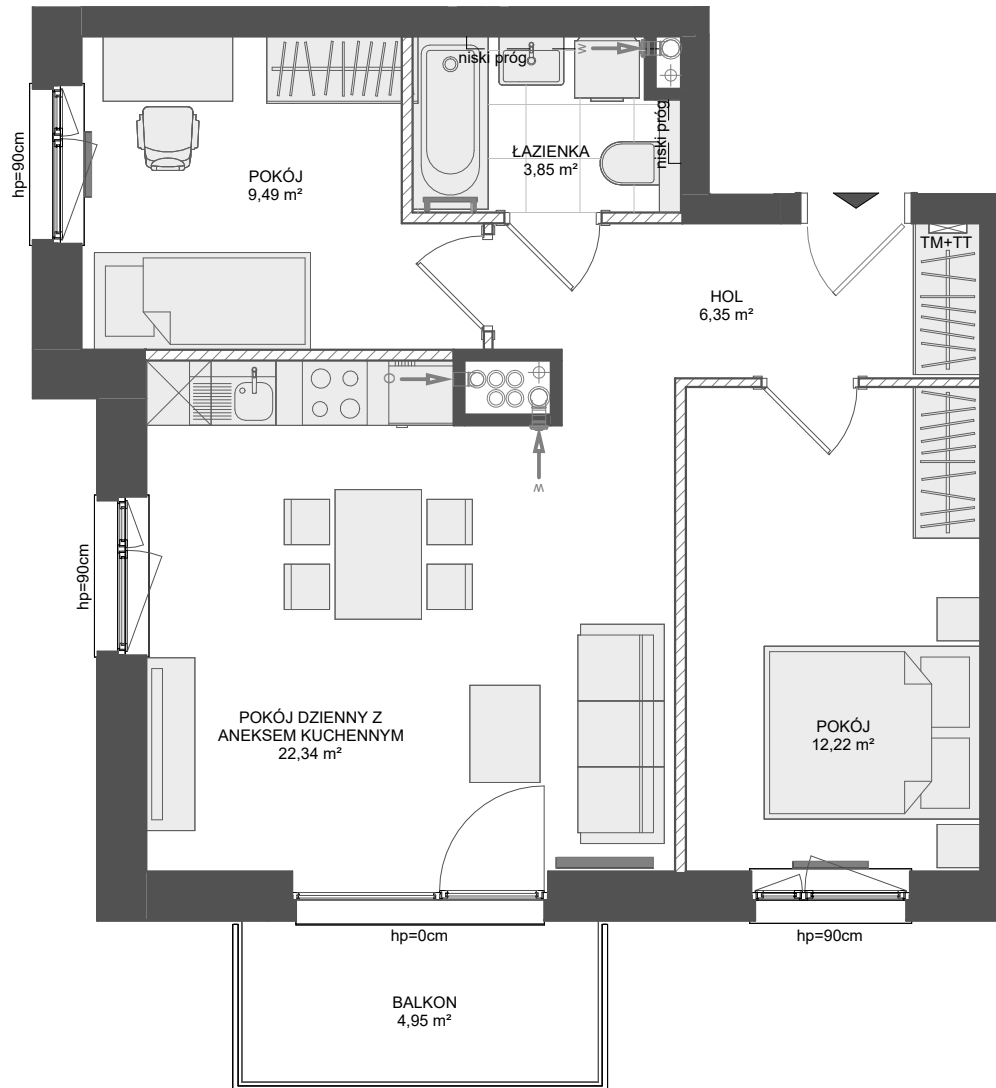 niski próg
W
niski próg
ŁAZIENKA
3,85 m²
hp=90cm
POKÓJ
9,49 m²
TM+TT
HOL
6,35 m²
O
W
hp=90cm
POKÓJ DZIENNY Z
ANEKSEM KUCHENNYM
22,34 m²
POKÓJ
12,22 m²
hp=0cm
hp=90cm
BALKON
4,95 m²